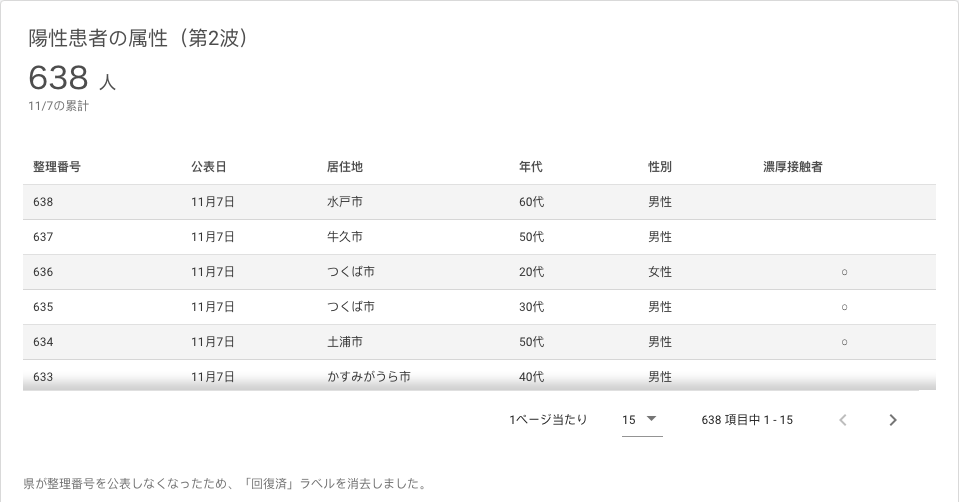 陽性患者の属性（第2波）
638 人
11/7の累計
整理番号 公表日 居住地 年代 性別 濃厚接触者
638 11月7日 水戸市 60代 男性
637 11月7日 牛久市 50代 男性
636 11月7日 つくば市 20代 女性 ○
635 11月7日 つくば市 30代 男性 ○
634 11月7日 土浦市 50代 男性 ○
633 11月7日 かすみがうら市 40代 男性
1ページ当たり 15 638 項目中 1 - 15
県が整理番号を公表しなくなったため、「回復済」ラベルを消去しました。